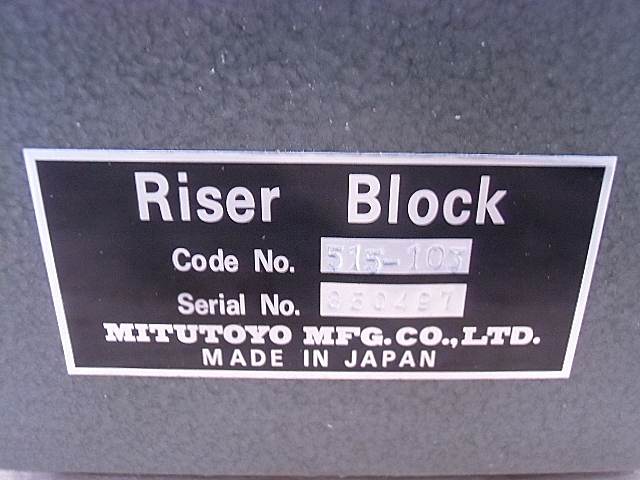 Riser Block
Code No. 515-103
Serial No.
MITUTOYO MFG.CO.,LTD.
MADE IN JAPAN